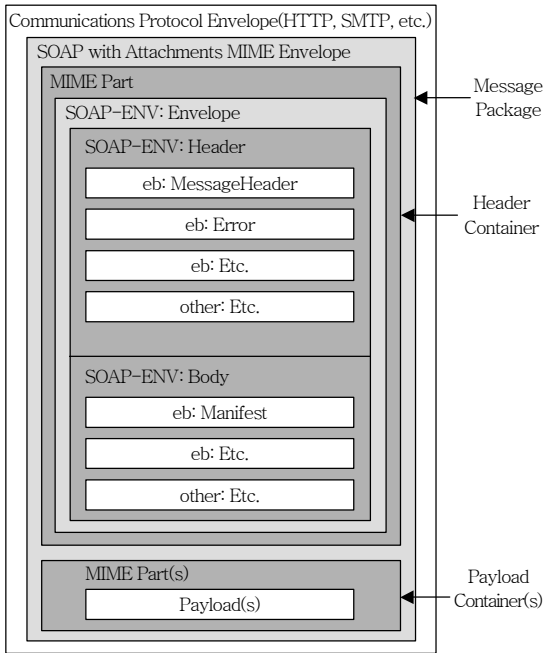 Communications Protocol Envelope(HTTP, SMTP, etc.)
SOAP with Attachments MIME Envelope
MIME Part
SOAP-ENV: Envelope
SOAP-ENV: Header
eb: MessageHeader
eb: Error
eb: Etc.
other: Etc.
SOAP-ENV: Body
eb: Manifest
eb: Etc.
other: Etc.
MIME Part(s)
Payload(s)
Message
Package
Header
Container
Payload
Container(s)